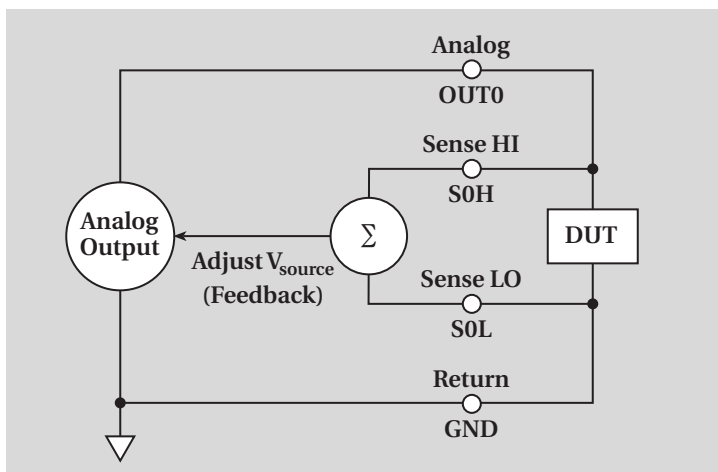 Analog
OUT0
Sense HI
S0H
Analog
Output
Σ
DUT
Adjust Vsource
(Feedback)
Sense LO
S0L
Return
GND